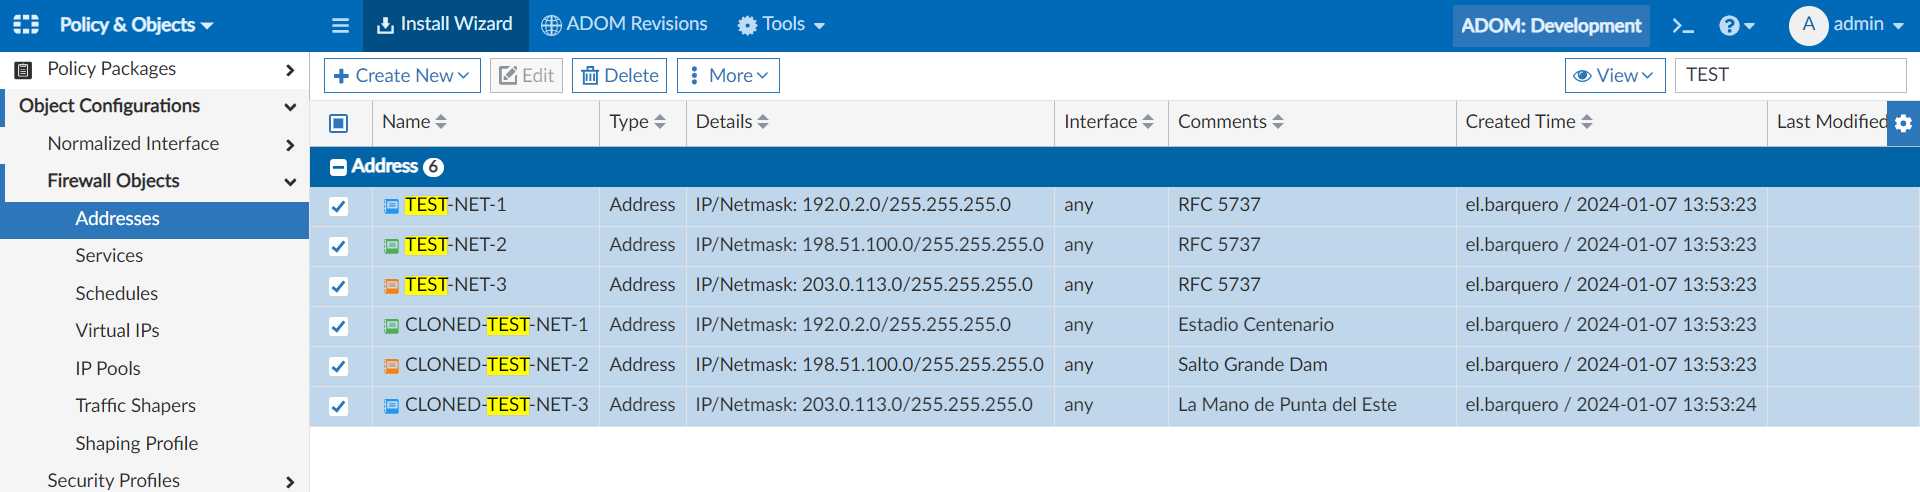 Policy & Objects Install Wizard ADOM Revisions Tools ADOM: Development A admin
Policy Packages
Object Configurations
Normalized Interface
Firewall Objects
Addresses
Services
Schedules
Virtual IPs
IP Pools
Traffic Shapers
Shaping Profile
Security Profiles
Create New Edit Delete More View TEST
Name Type Details Interface Comments Created Time Last Modified
Address 6
TEST-NET-1 Address IP/Netmask: 192.0.2.0/255.255.255.0 any RFC 5737 el.barquero / 2024-01-07 13:53:23
TEST-NET-2 Address IP/Netmask: 198.51.100.0/255.255.255.0 any RFC 5737 el.barquero / 2024-01-07 13:53:23
TEST-NET-3 Address IP/Netmask: 203.0.113.0/255.255.255.0 any RFC 5737 el.barquero / 2024-01-07 13:53:23
CLONED-TEST-NET-1 Address IP/Netmask: 192.0.2.0/255.255.255.0 any Estadio Centenario el.barquero / 2024-01-07 13:53:23
CLONED-TEST-NET-2 Address IP/Netmask: 198.51.100.0/255.255.255.0 any Salto Grande Dam el.barquero / 2024-01-07 13:53:23
CLONED-TEST-NET-3 Address IP/Netmask: 203.0.113.0/255.255.255.0 any La Mano de Punta del Este el.barquero / 2024-01-07 13:53:24